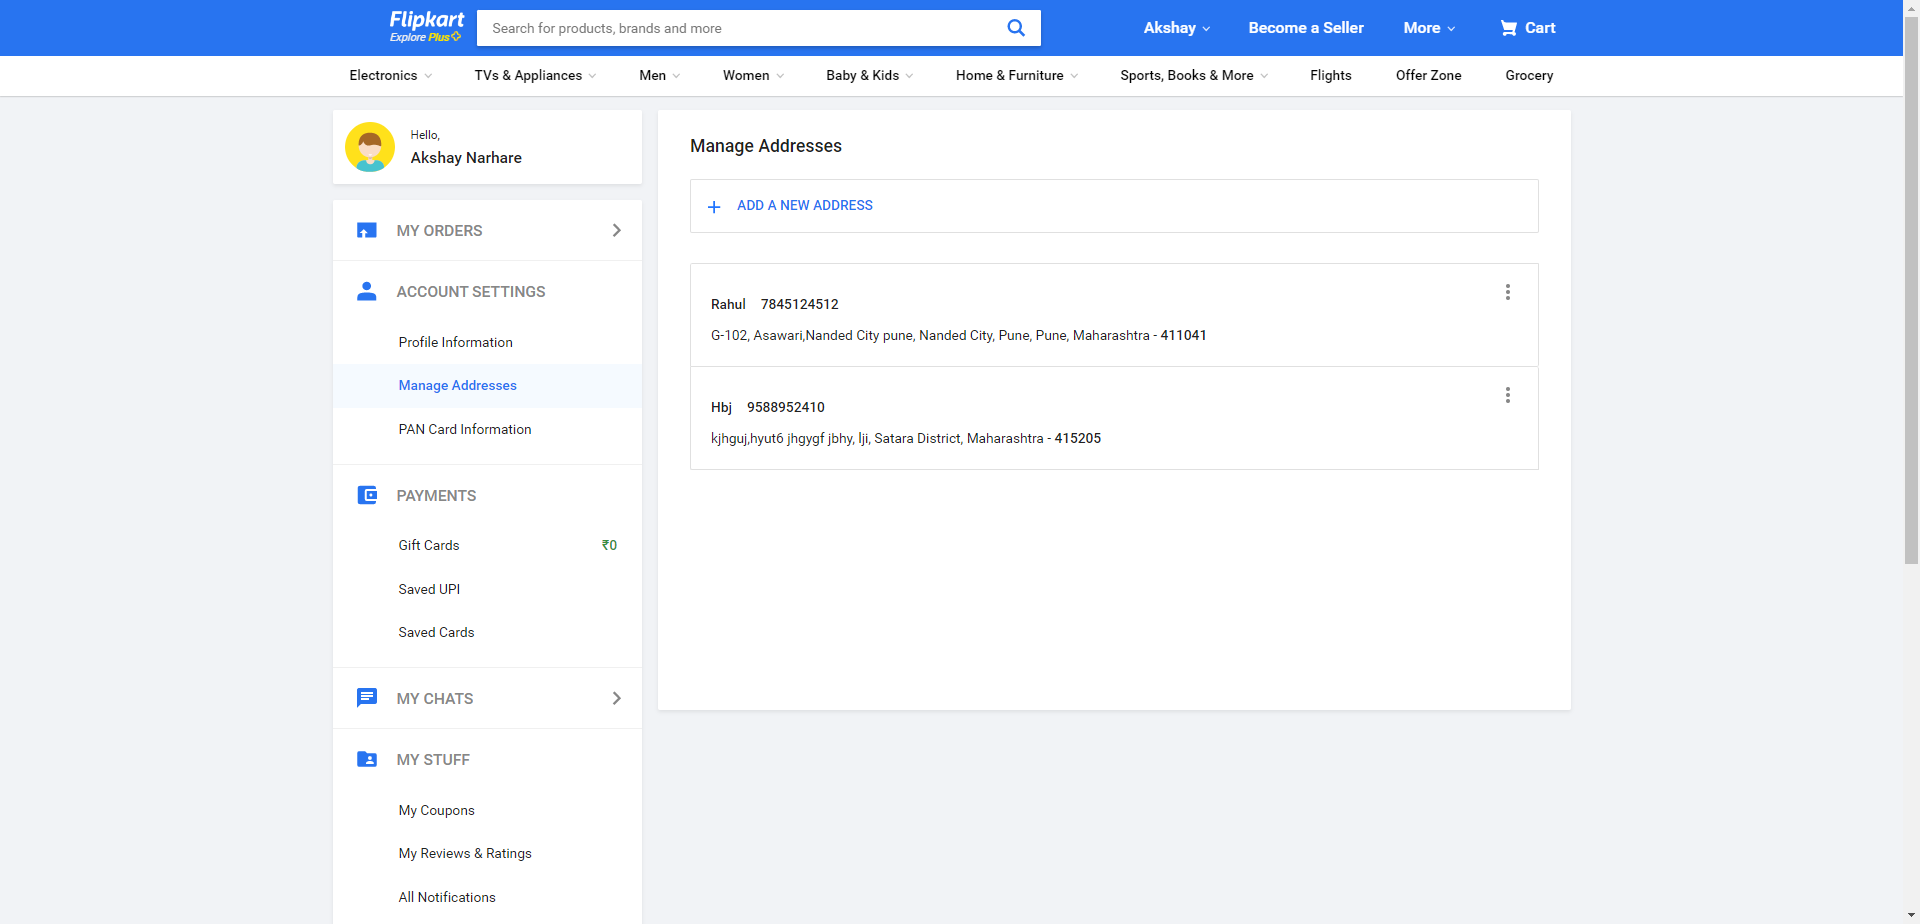 Flipkart
Explore Plus
Search for products, brands and more
Akshay
Become a Seller
More
Cart
Electronics
TVs & Appliances
Men
Women
Baby & Kids
Home & Furniture
Sports, Books & More
Flights
Offer Zone
Grocery
Hello,
Akshay Narhare
MY ORDERS
ACCOUNT SETTINGS
Profile Information
Manage Addresses
PAN Card Information
PAYMENTS
Gift Cards ₹0
Saved UPI
Saved Cards
MY CHATS
MY STUFF
My Coupons
My Reviews & Ratings
All Notifications
Manage Addresses
ADD A NEW ADDRESS
Rahul 7845124512
G-102, Asawari,Nanded City pune, Nanded City, Pune, Pune, Maharashtra - 411041
Hbj 9588952410
kjhguj,hyut6 jhgygf jbhy, lji, Satara District, Maharashtra - 415205